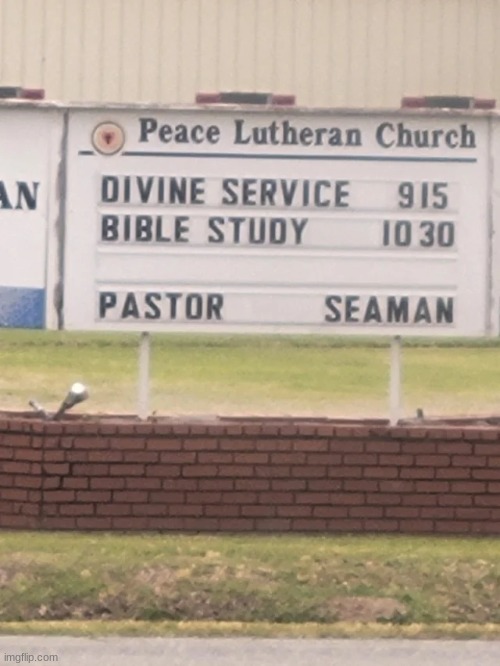 Peace Lutheran Church
AN
DIVINE SERVICE 915
BIBLE STUDY 10 30
PASTOR SEAMAN
imgflip.com